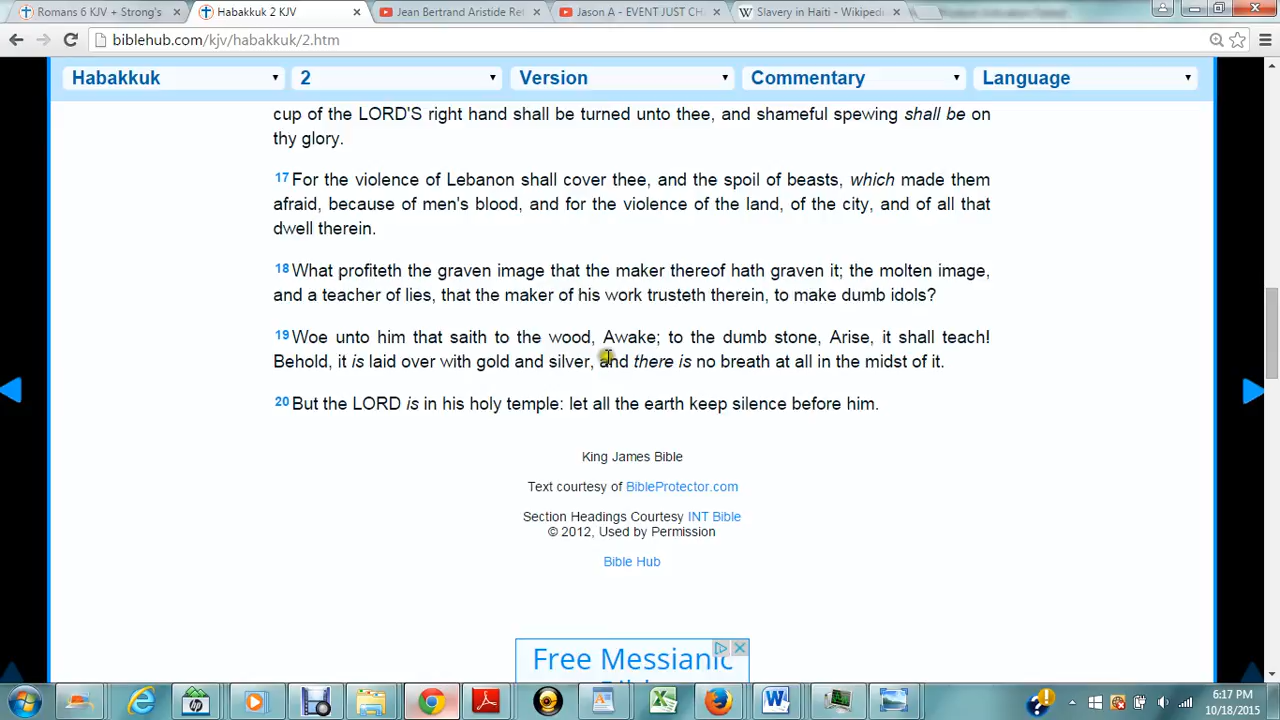 Romans 6 KJV + Strong's
Habakkuk 2 KJV
Jean Bertrand Aristide Ret
Jason A - EVENT JUST CH
Slavery in Haiti - Wikipedi
biblehub.com/kjv/habakkuk/2.htm
Habakkuk 2 Version Commentary Language
cup of the LORD'S right hand shall be turned unto thee, and shameful spewing shall be on
thy glory.
17 For the violence of Lebanon shall cover thee, and the spoil of beasts, which made them
afraid, because of men's blood, and for the violence of the land, of the city, and of all that
dwell therein.
18 What profiteth the graven image that the maker thereof hath graven it; the molten image,
and a teacher of lies, that the maker of his work trusteth therein, to make dumb idols?
19 Woe unto him that saith to the wood, Awake; to the dumb stone, Arise, it shall teach!
Behold, it is laid over with gold and silver, and there is no breath at all in the midst of it.
20 But the LORD is in his holy temple: let all the earth keep silence before him.
King James Bible
Text courtesy of BibleProtector.com
Section Headings Courtesy INT Bible
© 2012, Used by Permission
Bible Hub
Free Messianic
6:17 PM
10/18/2015